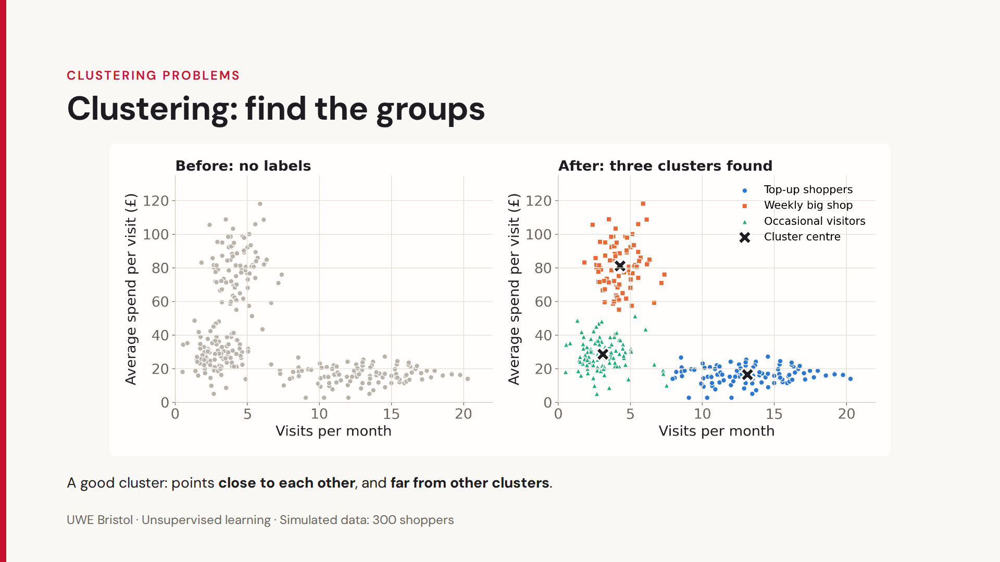 CLUSTERING PROBLEMS
Clustering: find the groups
Before: no labels
Average spend per visit (£)
120
100
80
60
40
20
0
0 5 10 15 20
Visits per month
After: three clusters found
Average spend per visit (£)
120
100
80
60
40
20
0
0 5 10 15 20
Visits per month
Top-up shoppers
Weekly big shop
Occasional visitors
Cluster centre
A good cluster: points close to each other, and far from other clusters.
UWE Bristol · Unsupervised learning · Simulated data: 300 shoppers